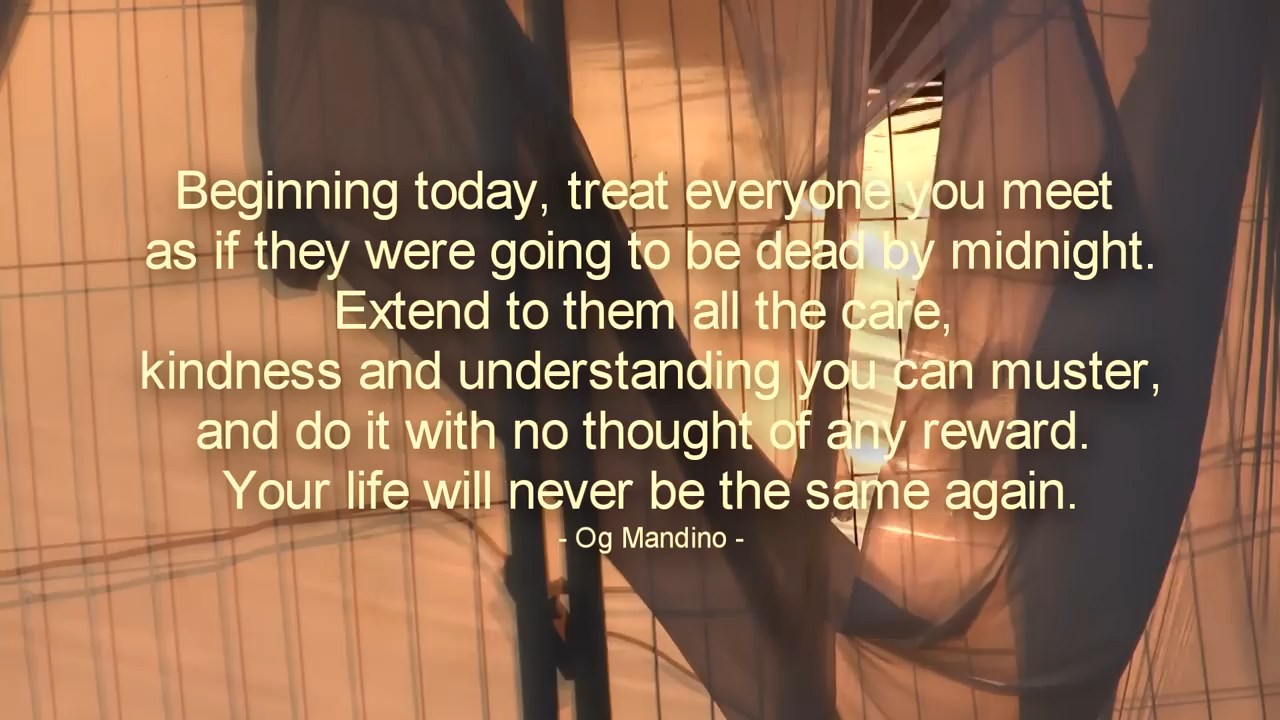 Beginning today, treat everyone you meet
as if they were going to be dead by midnight.
Extend to them all the care,
kindness and understanding you can muster,
and do it with no thought of any reward.
Your life will never be the same again.
- Og Mandino -